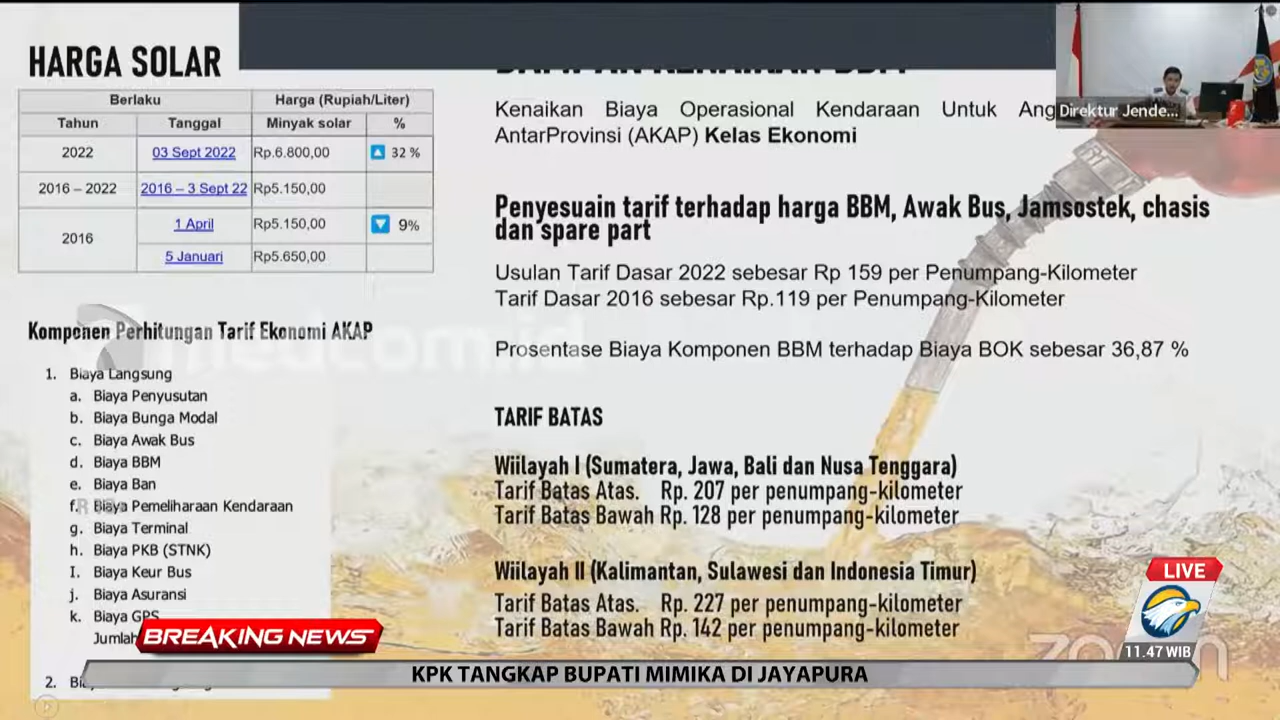 HARGA SOLAR
Berlaku Harga (Rupiah/Liter)
Tahun Tanggal Minyak solar %
2022 03 Sept 2022 Rp.6.800,00 32 %
2016 – 2022 2016 – 3 Sept 22 Rp5.150,00
2016 1 April Rp5.150,00 9%
5 Januari Rp5.650,00
Komponen Perhitungan Tarif Ekonomi AKAP
1. Biaya Langsung
a. Biaya Penyusutan
b. Biaya Bunga Modal
c. Biaya Awak Bus
d. Biaya BBM
e. Biaya Ban
f. Biaya Pemeliharaan Kendaraan
g. Biaya Terminal
h. Biaya PKB (STNK)
I. Biaya Keur Bus
j. Biaya Asuransi
k. Biaya GPS
Jumlah
2.
Kenaikan Biaya Operasional Kendaraan Untuk Ang
AntarProvinsi (AKAP) Kelas Ekonomi
Penyesuain tarif terhadap harga BBM, Awak Bus, Jamsostek, chasis
dan spare part
Usulan Tarif Dasar 2022 sebesar Rp 159 per Penumpang-Kilometer
Tarif Dasar 2016 sebesar Rp.119 per Penumpang-Kilometer
Prosentase Biaya Komponen BBM terhadap Biaya BOK sebesar 36,87 %
TARIF BATAS
Wiilayah I (Sumatera, Jawa, Bali dan Nusa Tenggara)
Tarif Batas Atas. Rp. 207 per penumpang-kilometer
Tarif Batas Bawah Rp. 128 per penumpang-kilometer
Wiilayah II (Kalimantan, Sulawesi dan Indonesia Timur)
Tarif Batas Atas. Rp. 227 per penumpang-kilometer
Tarif Batas Bawah Rp. 142 per penumpang-kilometer
Direktur Jende...
medcom.id
zoom
LIVE
11.47 WIB
BREAKING NEWS
KPK TANGKAP BUPATI MIMIKA DI JAYAPURA